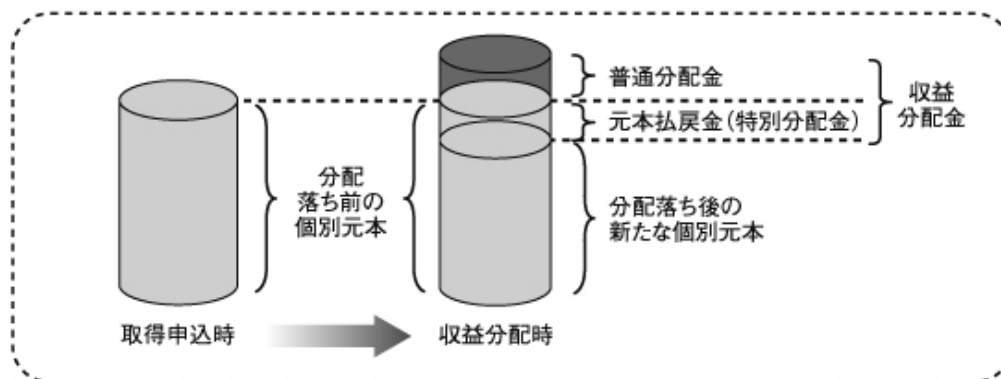 普通分配金
元本払戻金(特別分配金)
収益
分配金
分配
落ち前の
個別元本
分配落ち後の
新たな個別元本
取得申込時
収益分配時